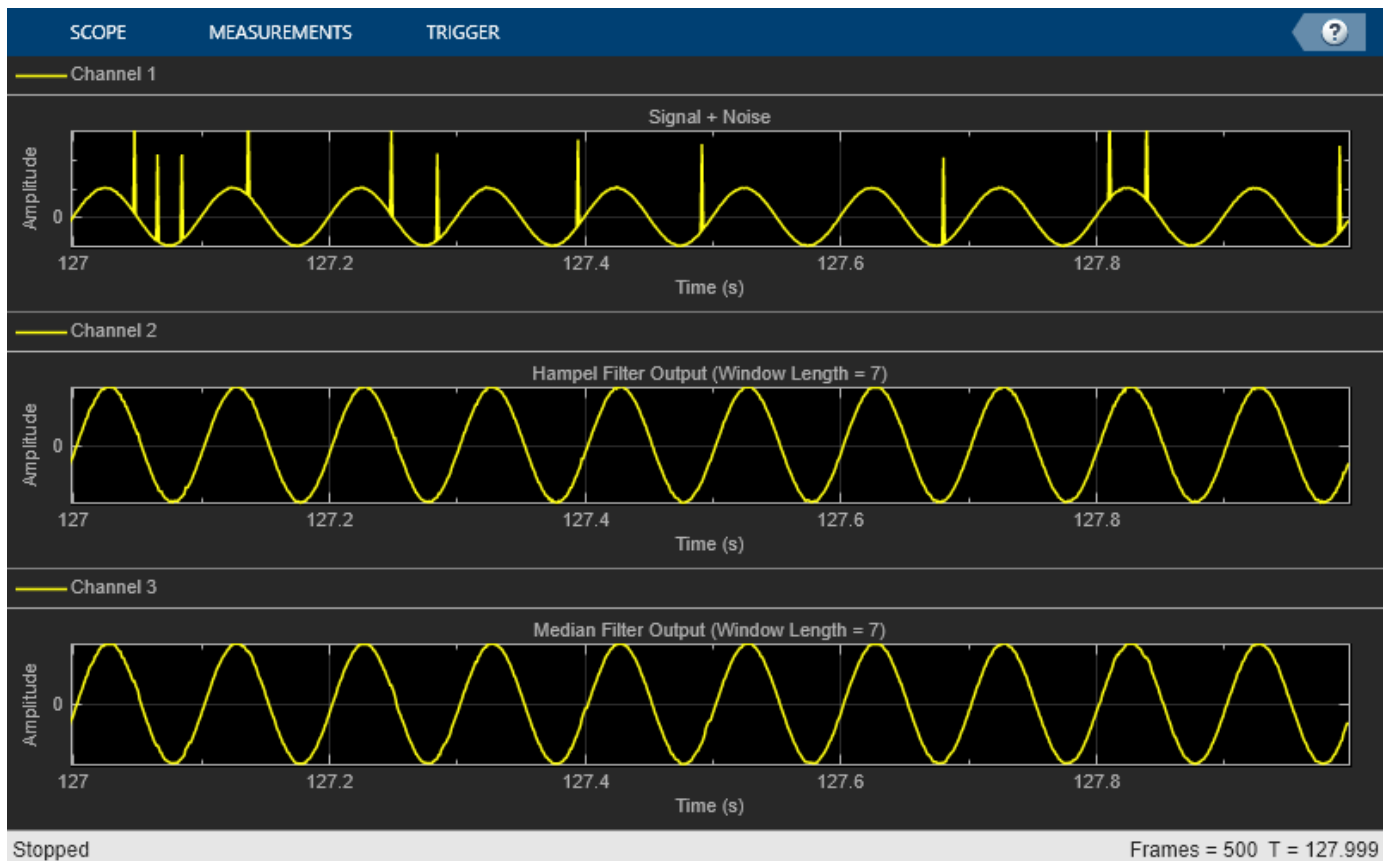 SCOPE MEASUREMENTS TRIGGER ?
Channel 1
Signal + Noise
Amplitude
0
127 127.2 127.4 127.6 127.8
Time (s)
Channel 2
Hampel Filter Output (Window Length = 7)
Amplitude
0
127 127.2 127.4 127.6 127.8
Time (s)
Channel 3
Median Filter Output (Window Length = 7)
Amplitude
0
127 127.2 127.4 127.6 127.8
Time (s)
Stopped Frames = 500 T = 127.999